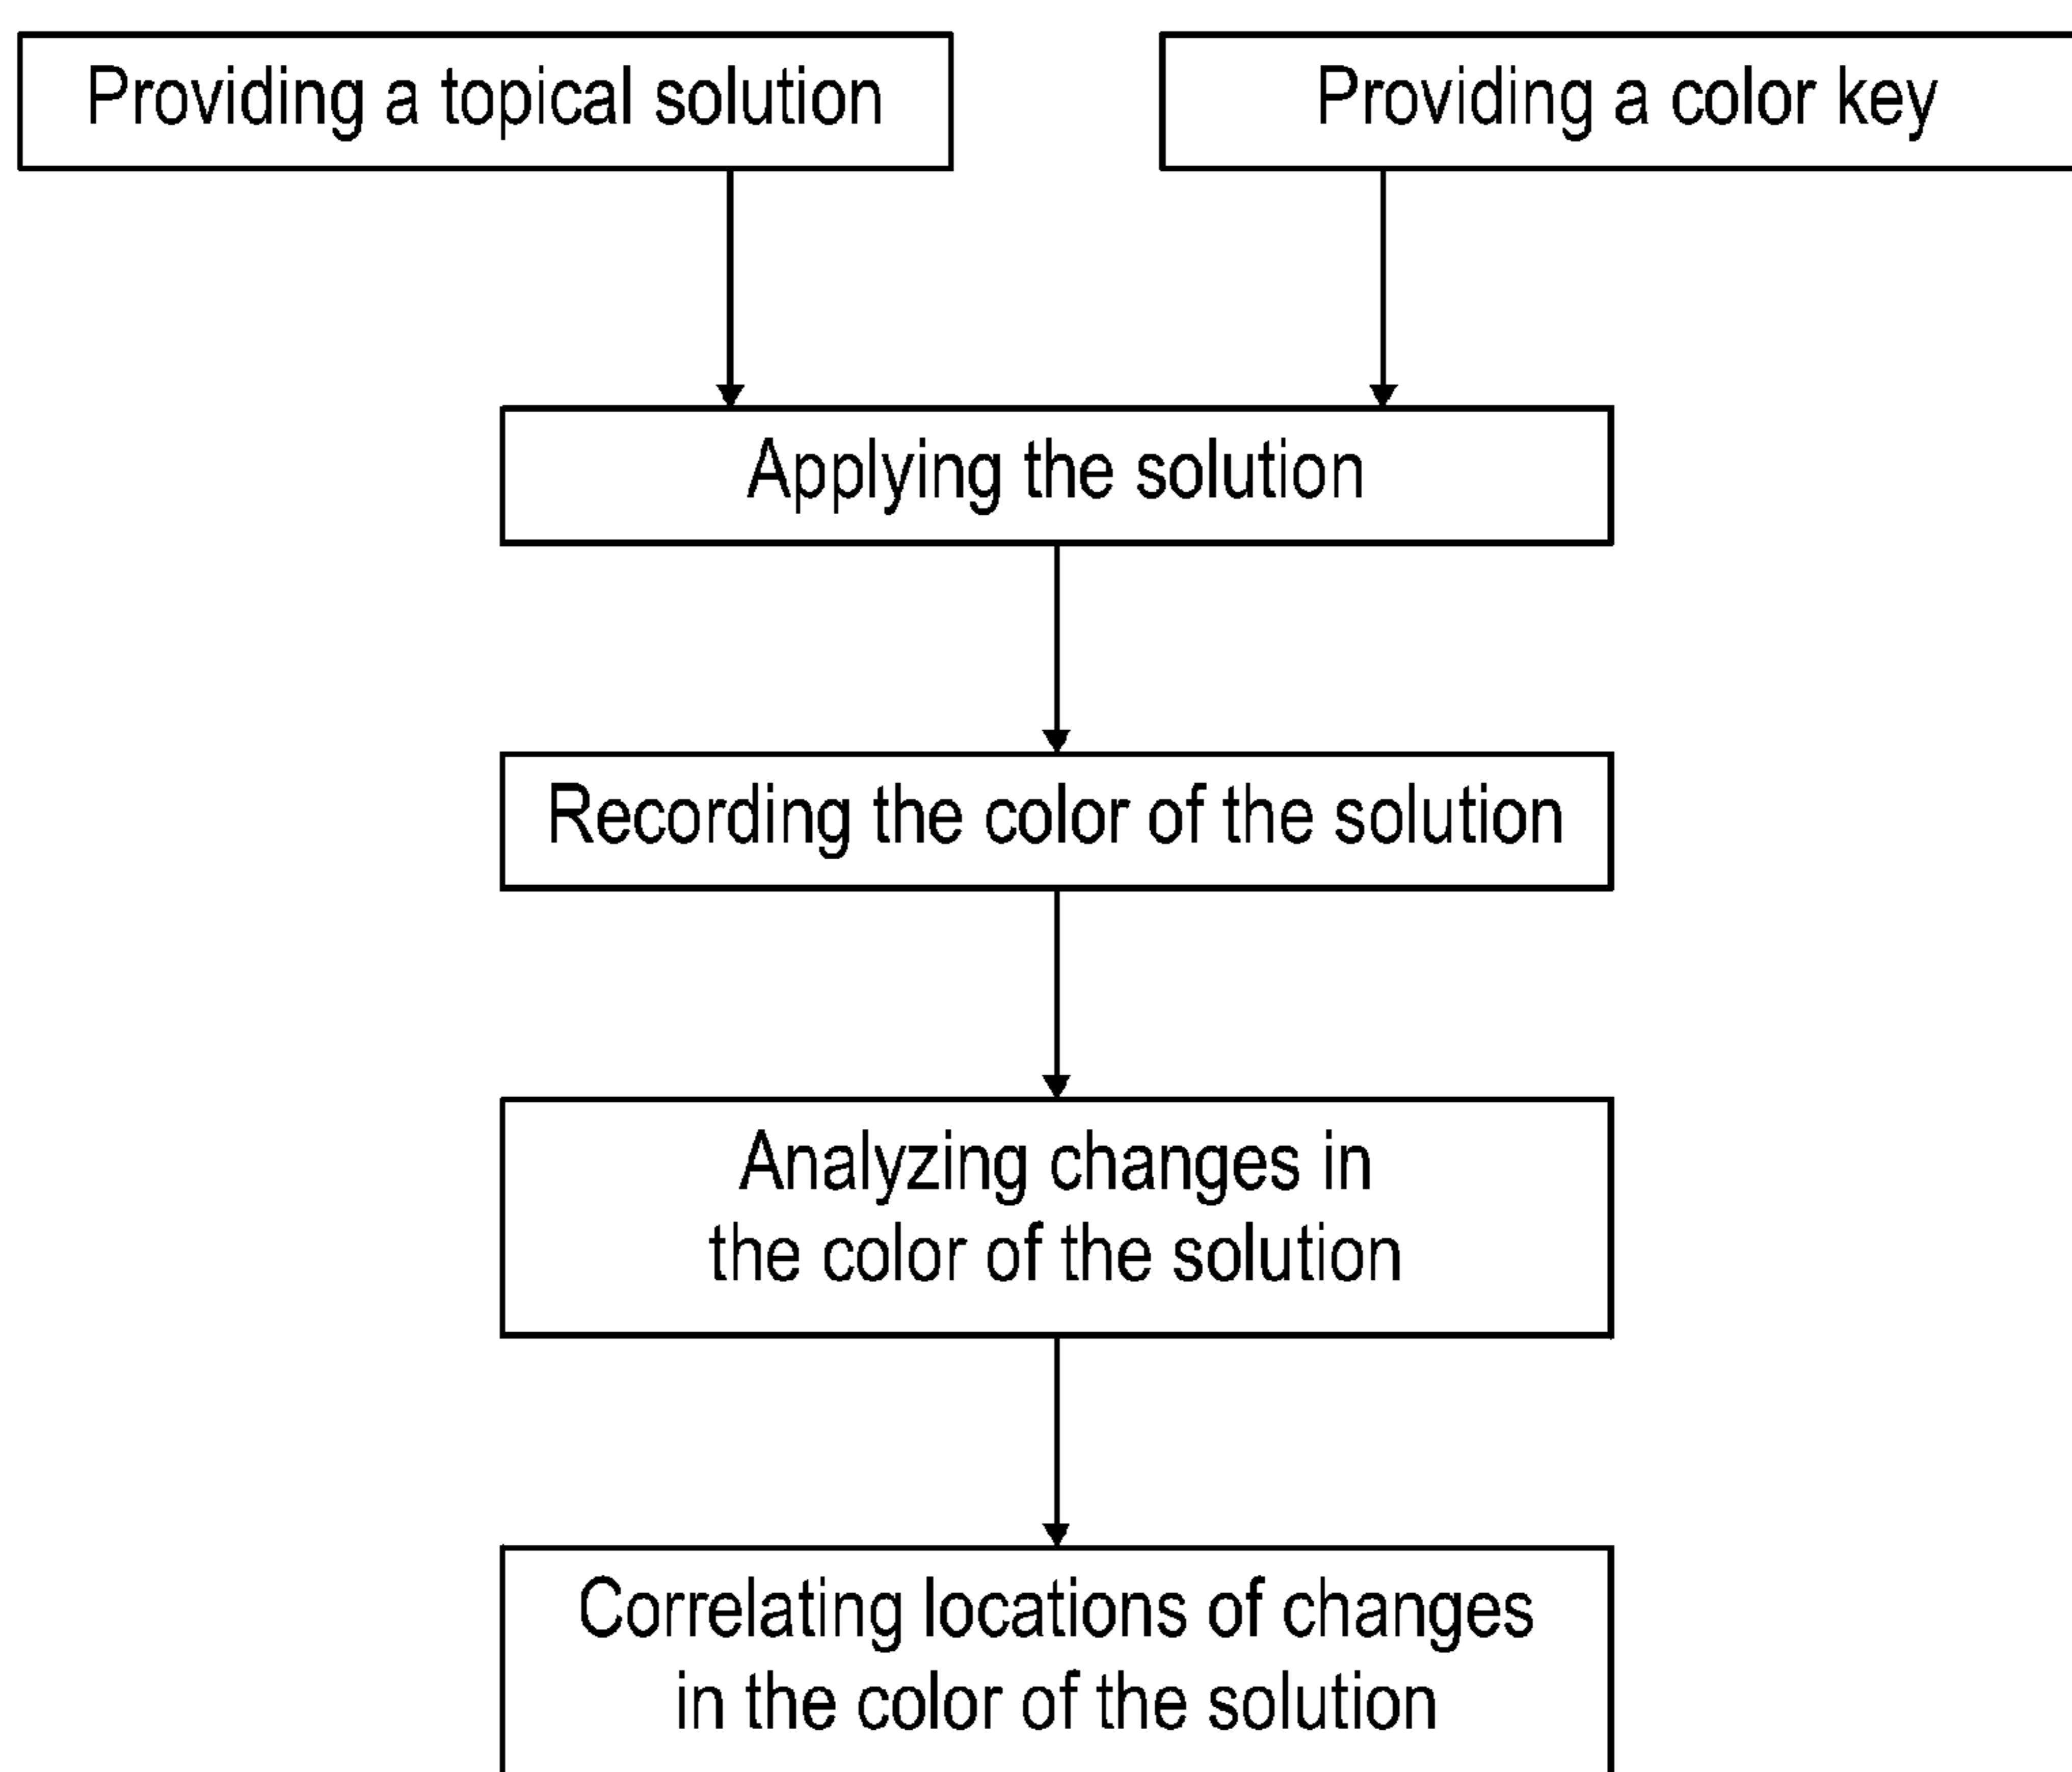 Providing a topical solution
Providing a color key
Applying the solution
Recording the color of the solution
Analyzing changes in
the color of the solution
Correlating locations of changes
in the color of the solution